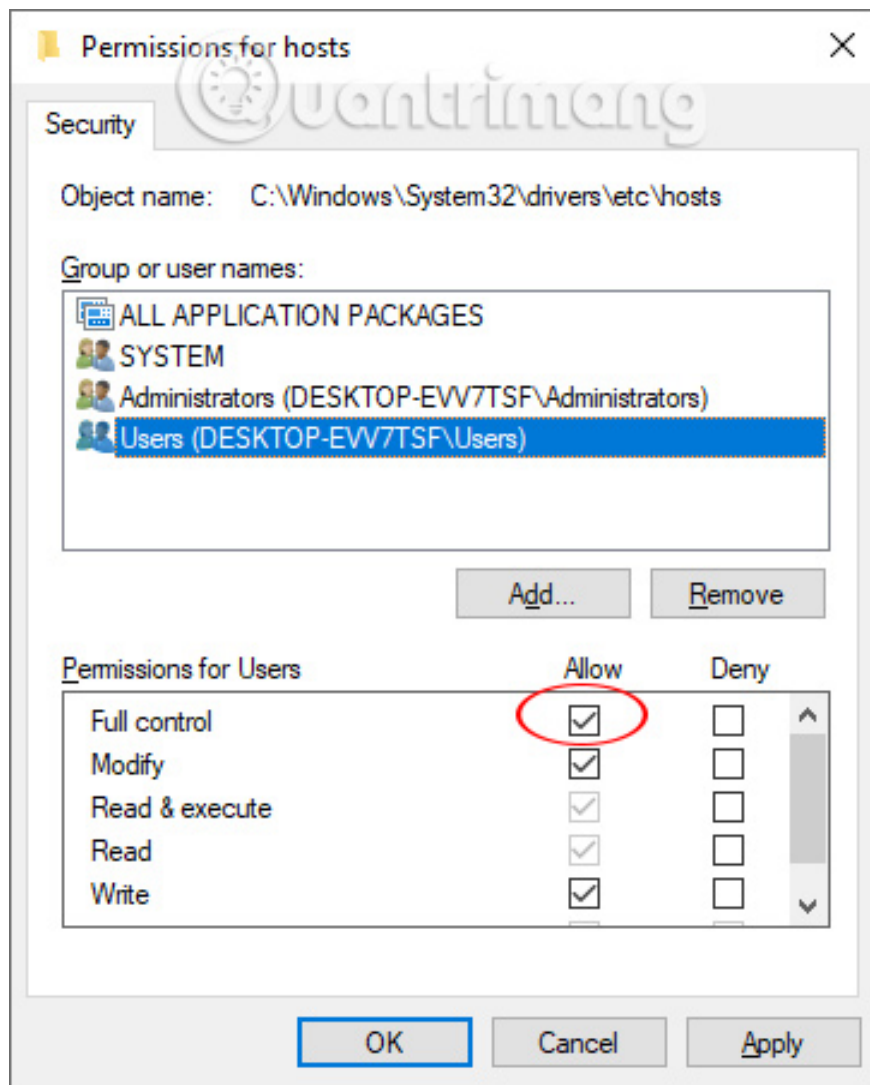 Permissions for hosts
Quantrimang
Security
Object name: C:\Windows\System32\drivers\etc\hosts
Group or user names:
ALL APPLICATION PACKAGES
SYSTEM
Administrators (DESKTOP-EVV7TSF\Administrators)
Users (DESKTOP-EVV7TSF\Users)
Add...
Remove
Permissions for Users Allow Deny
Full control
Modify
Read & execute
Read
Write
OK Cancel Apply